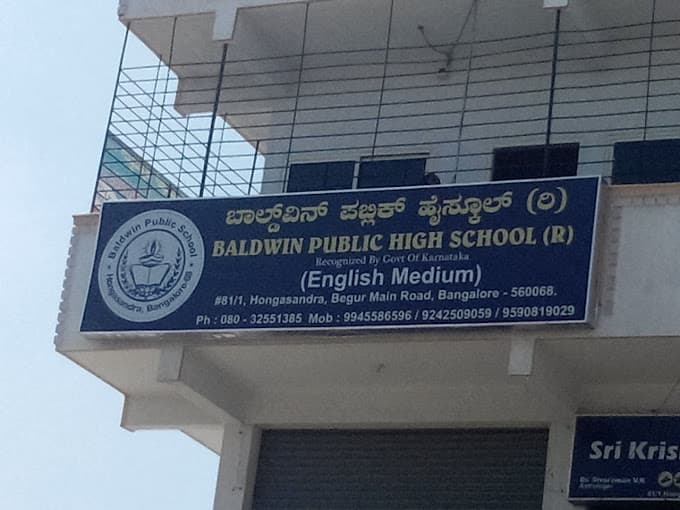 ಬಾಲ್ಡ್‌ವಿನ್ ಪಬ್ಲಿಕ್ ಹೈಸ್ಕೂಲ್ (ರಿ)
BALDWIN PUBLIC HIGH SCHOOL (R)
Recognized By Govt Of Karnataka
(English Medium)
#81/1, Hongasandra, Begur Main Road, Bangalore - 560068.
Ph : 080 - 32551385 Mob : 9945586596 / 9242509059 / 9590819029
Baldwin Public School
Hongasandra, Bangalore-68
Sri Kris
Astrologer